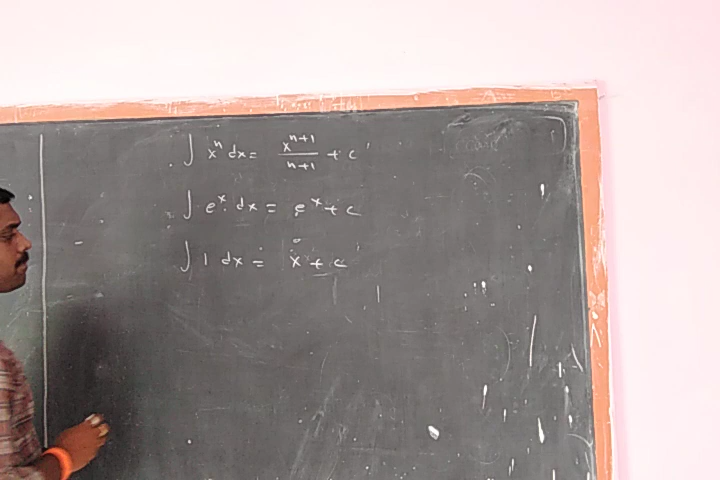 ∫ xⁿ dx = xⁿ⁺¹/n+1 + c
∫ eˣ dx = eˣ + c
∫ 1 dx = x + c